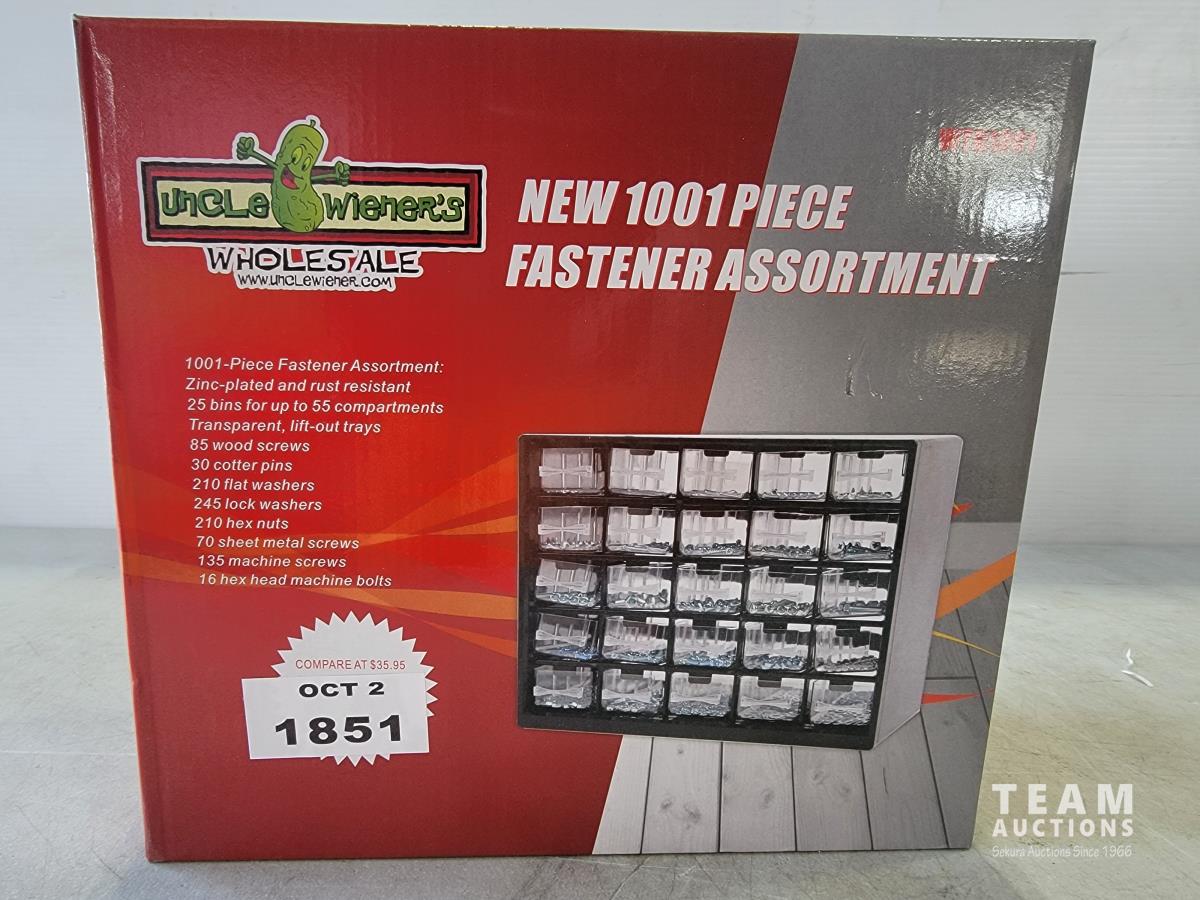 UNCLE WIENER'S
WHOLESALE
WWW.UNCLEWIENER.COM
NEW 1001 PIECE
FASTENER ASSORTMENT
1001-Piece Fastener Assortment:
Zinc-plated and rust resistant
25 bins for up to 55 compartments
Transparent, lift-out trays
85 wood screws
30 cotter pins
210 flat washers
245 lock washers
210 hex nuts
70 sheet metal screws
135 machine screws
16 hex head machine bolts
COMPARE AT $35.95
OCT 2
1851
TEAM
AUCTIONS
Sekura Auctions Since 1966